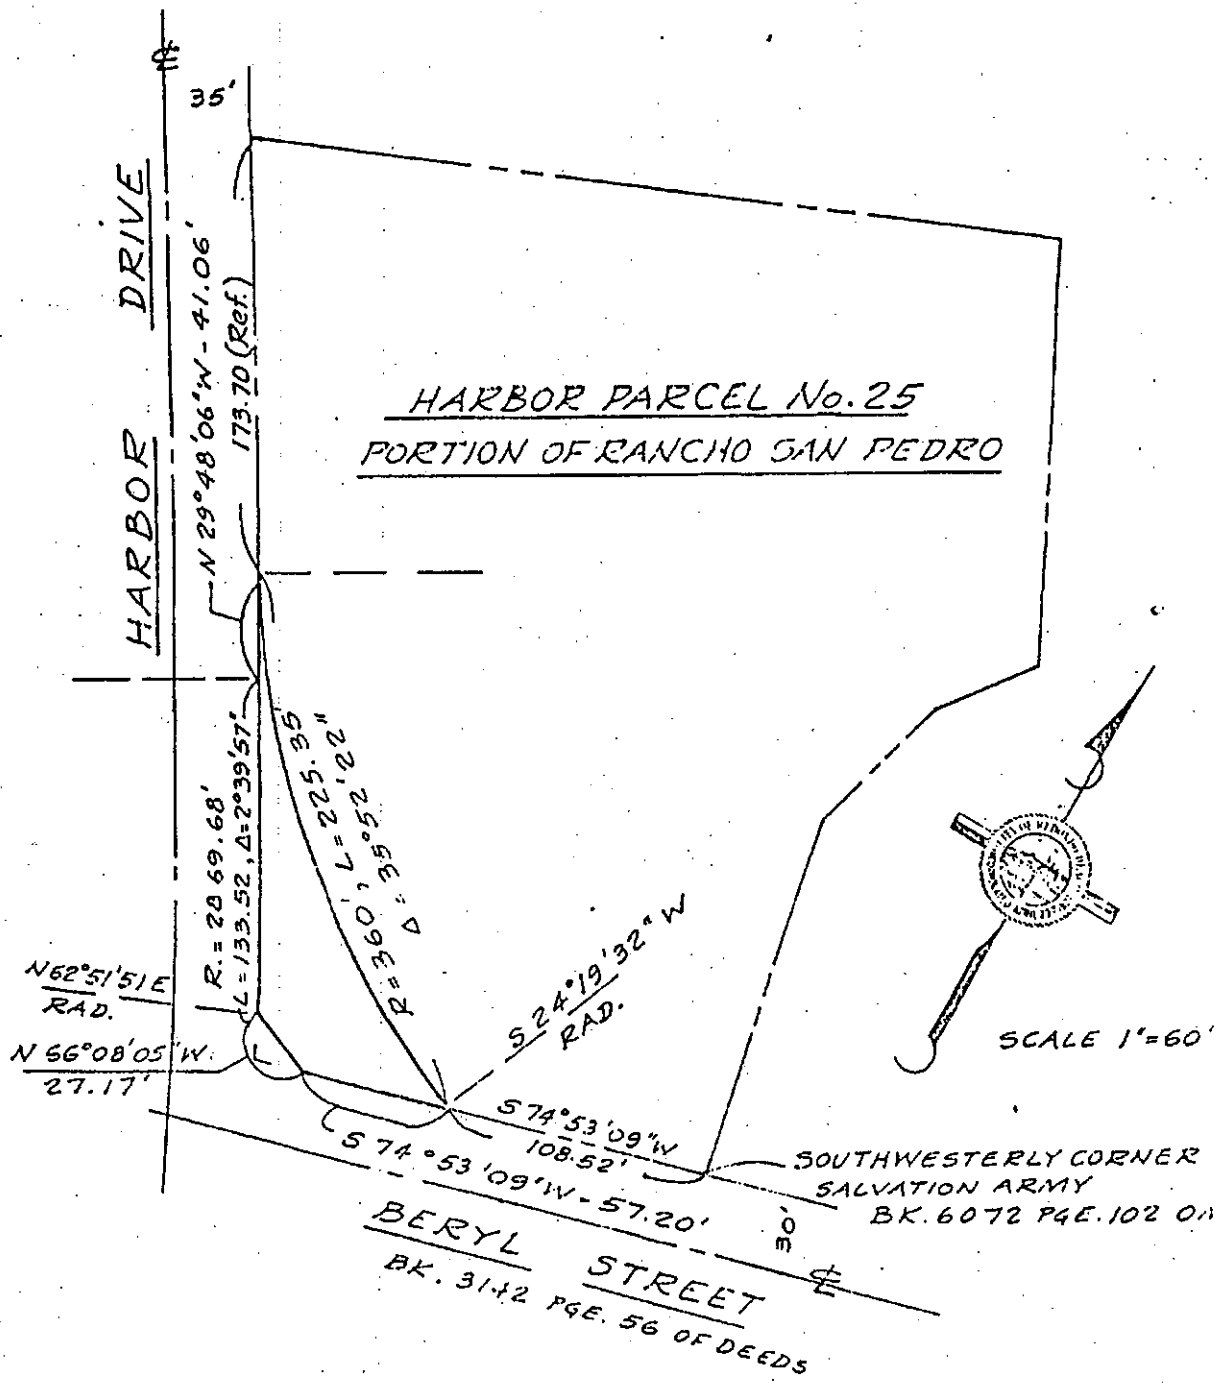 35'
HARBOR DRIVE
N 29°48'06"W - 41.06'
173.70 (Ref.)
HARBOR PARCEL No. 25
PORTION OF RANCHO SAN PEDRO
R. = 2869.68'
L = 133.52, Δ=2°39'57"
R=360', L=225.35'
Δ = 35°52'22"
N62°51'51 E
RAD.
N 66°08'05"W.
27.17'
S 24°19'32" W
RAD.
SCALE 1"=60'
S 74°53'09"W
108.52'
S 74°53'09"W - 57.20'
SOUTHWESTERLY CORNER
SALVATION ARMY
BK. 6072 PGE. 102
30'
BERYL STREET
BK. 3142 PGE. 56 OF DEEDS